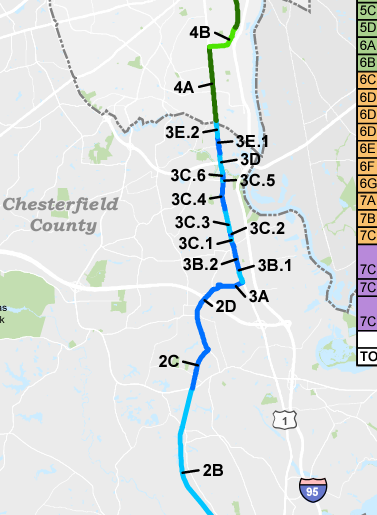 4B
4A
3E.2
3E.1
3D
3C.6
3C.5
3C.4
3C.3
3C.2
3C.1
3B.2
3B.1
3A
2D
2C
2B
Chesterfield
County
ns
k
1
95
5C
5D
6A
6B
6C
6D
6D
6D
6E
6F
6G
7A
7B
7C
7C
7C
7C
TO